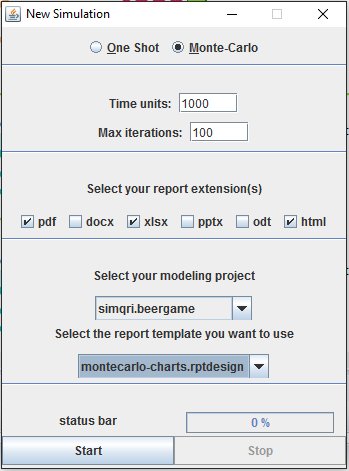 New Simulation
One Shot Monte-Carlo
Time units: 1000
Max iterations: 100
Select your report extension(s)
pdf docx xlsx pptx odt html
Select your modeling project
simqri.beergame
Select the report template you want to use
montecarlo-charts.rptdesign
status bar 0 %
Start Stop